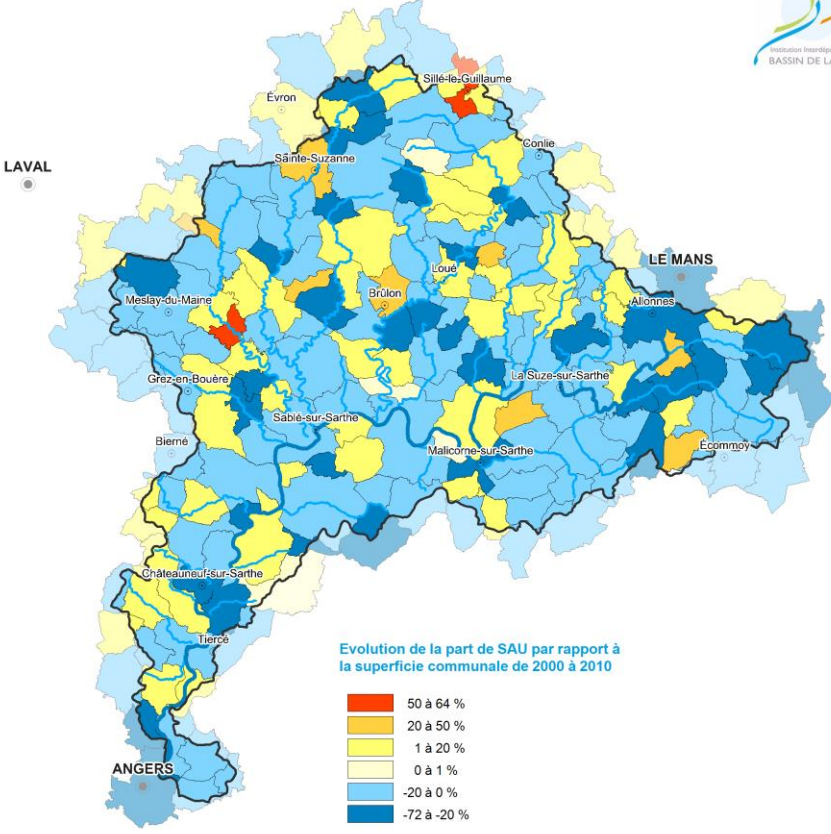 Institution Interdép
BASSIN DE LA
Sillé-le-Guillaume
Évron
Conlie
Sainte-Suzanne
LAVAL
LE MANS
Loué
Meslay-du-Maine
Brûlon
Allonnes
Grez-en-Bouère
La Suze-sur-Sarthe
Sablé-sur-Sarthe
Bierné
Malicorne-sur-Sarthe
Écommoy
Châteauneuf-sur-Sarthe
Tiercé
ANGERS
Evolution de la part de SAU par rapport à
la superficie communale de 2000 à 2010
50 à 64 %
20 à 50 %
1 à 20 %
0 à 1 %
-20 à 0 %
-72 à -20 %